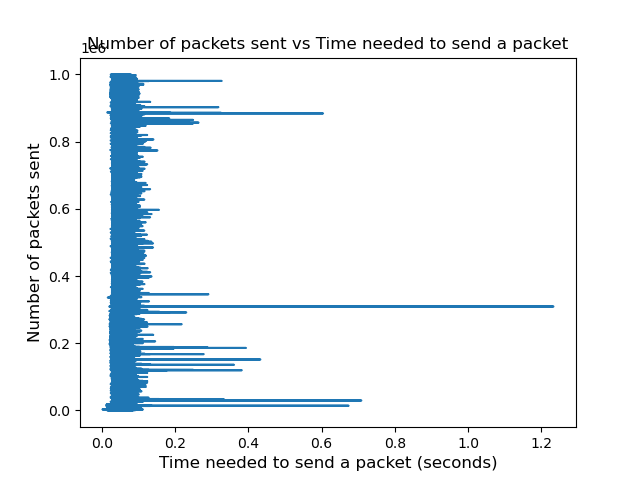 Number of packets sent vs Time needed to send a packet
1e6
1.0
0.8
0.6
0.4
0.2
0.0
Number of packets sent
0.0 0.2 0.4 0.6 0.8 1.0 1.2
Time needed to send a packet (seconds)